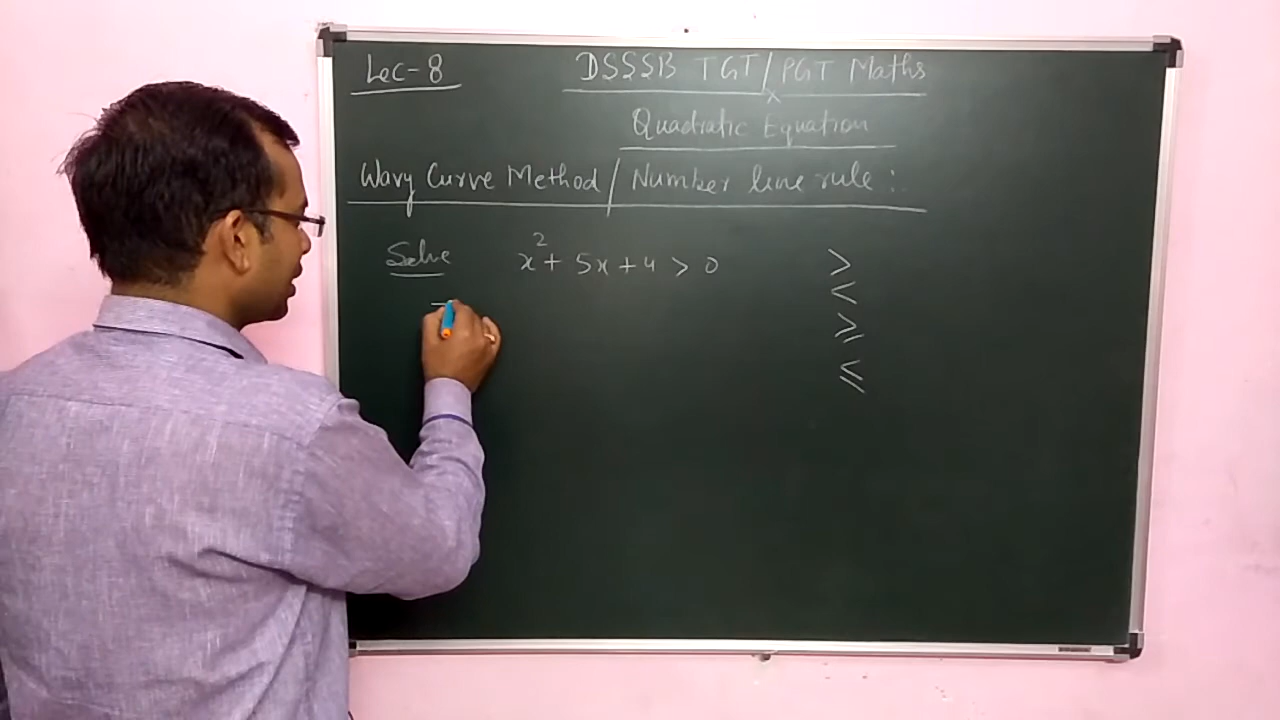 Lec-8
DSSSB TGT/PGT Maths
Quadratic Equation
Wavy Curve Method / Number line rule :
Solve x² + 5x + 4 > 0
>
<
≥
≤